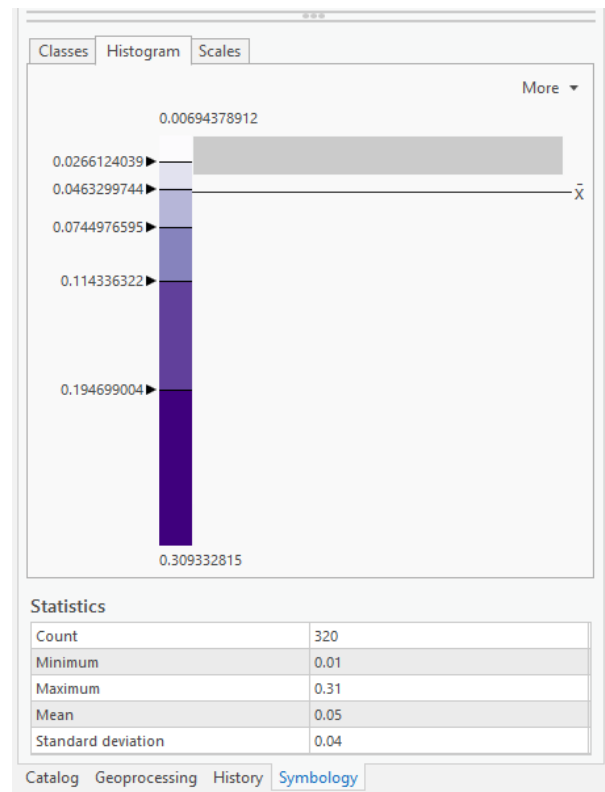 Classes Histogram Scales
More
0.00694378912
0.0266124039
0.0463299744
x̄
0.0744976595
0.114336322
0.194699004
0.309332815
Statistics
Count 320
Minimum 0.01
Maximum 0.31
Mean 0.05
Standard deviation 0.04
Catalog Geoprocessing History Symbology